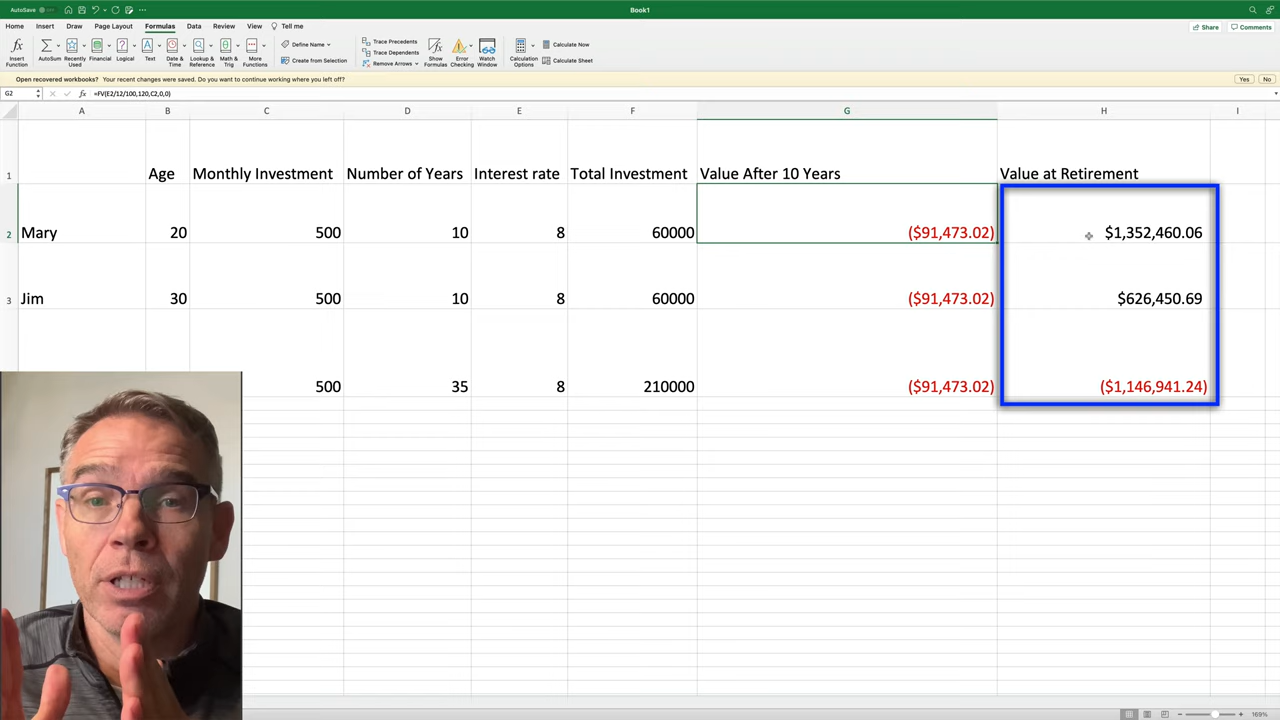 AutoSave OFF
Book1
Home Insert Draw Page Layout Formulas Data Review View Tell me
Share Comments
Insert Function
AutoSum
Recently Used
Financial
Logical
Text
Date & Time
Lookup & Reference
Math & Trig
More Functions
Define Name
Create from Selection
Trace Precedents
Trace Dependents
Remove Arrows
Show Formulas
Error Checking
Watch Window
Calculation Options
Calculate Now
Calculate Sheet
Open recovered workbooks? Your recent changes were saved. Do you want to continue working where you left off? Yes No
G2 fx =FV(E2/12/100,120,C2,0,0)
A B C D E F G H I
1 Age Monthly Investment Number of Years Interest rate Total Investment Value After 10 Years Value at Retirement
2 Mary 20 500 10 8 60000 ($91,473.02) $1,352,460.06
3 Jim 30 500 10 8 60000 ($91,473.02) $626,450.69
500 35 8 210000 ($91,473.02) ($1,146,941.24)
169%